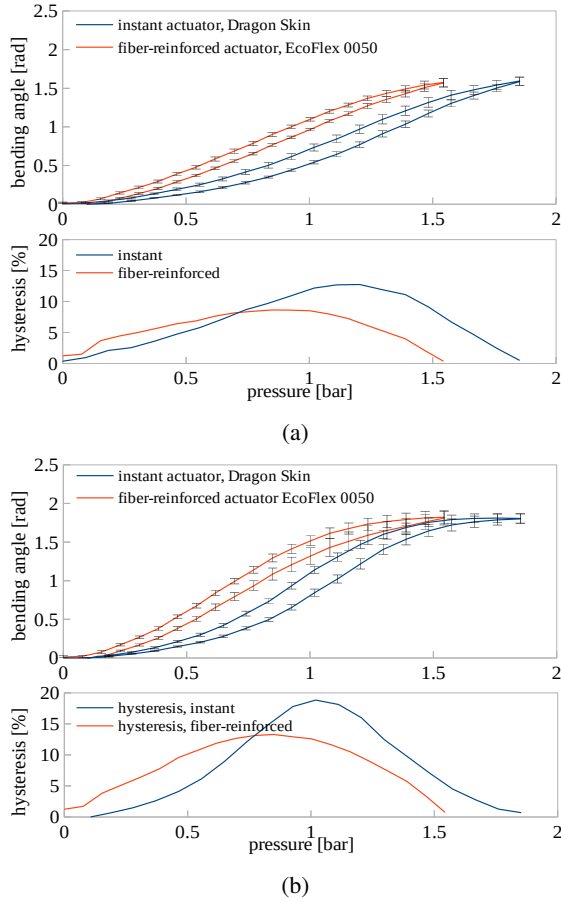 (a)
2.5
instant actuator, Dragon Skin
fiber-reinforced actuator, EcoFlex 0050
2
1.5
1
0.5
0
bending angle [rad]
0 0.5 1 1.5 2
20
instant
fiber-reinforced
15
10
5
0
hysteresis [%]
0 0.5 1 1.5 2
pressure [bar]
(a)
2.5
instant actuator, Dragon Skin
fiber-reinforced actuator EcoFlex 0050
2
1.5
1
0.5
0
bending angle [rad]
0 0.5 1 1.5 2
20
hysteresis, instant
hysteresis, fiber-reinforced
15
10
5
0
hysteresis [%]
0 0.5 1 1.5 2
pressure [bar]
(b)